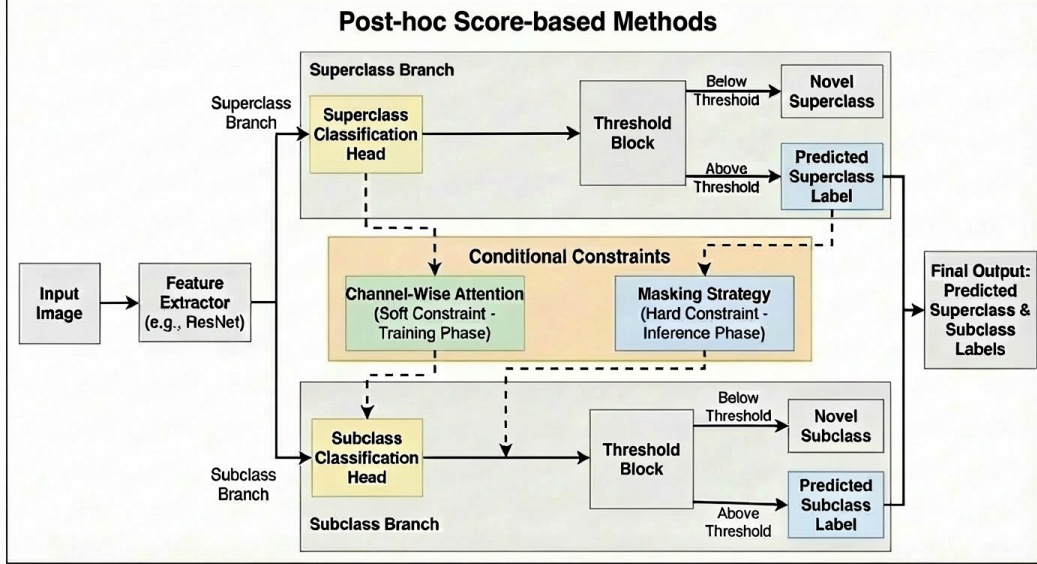 Post-hoc Score-based Methods
Superclass Branch
Superclass
Branch
Superclass
Classification
Head
Threshold
Block
Below
Threshold
Novel
Superclass
Above
Threshold
Predicted
Superclass
Label
Input
Image
Feature
Extractor
(e.g., ResNet)
Conditional Constraints
Channel-Wise Attention
(Soft Constraint -
Training Phase)
Masking Strategy
(Hard Constraint -
Inference Phase)
Final Output:
Predicted
Superclass &
Subclass
Labels
Subclass
Branch
Subclass
Classification
Head
Threshold
Block
Below
Threshold
Novel
Subclass
Above
Threshold
Predicted
Subclass
Label
Subclass Branch